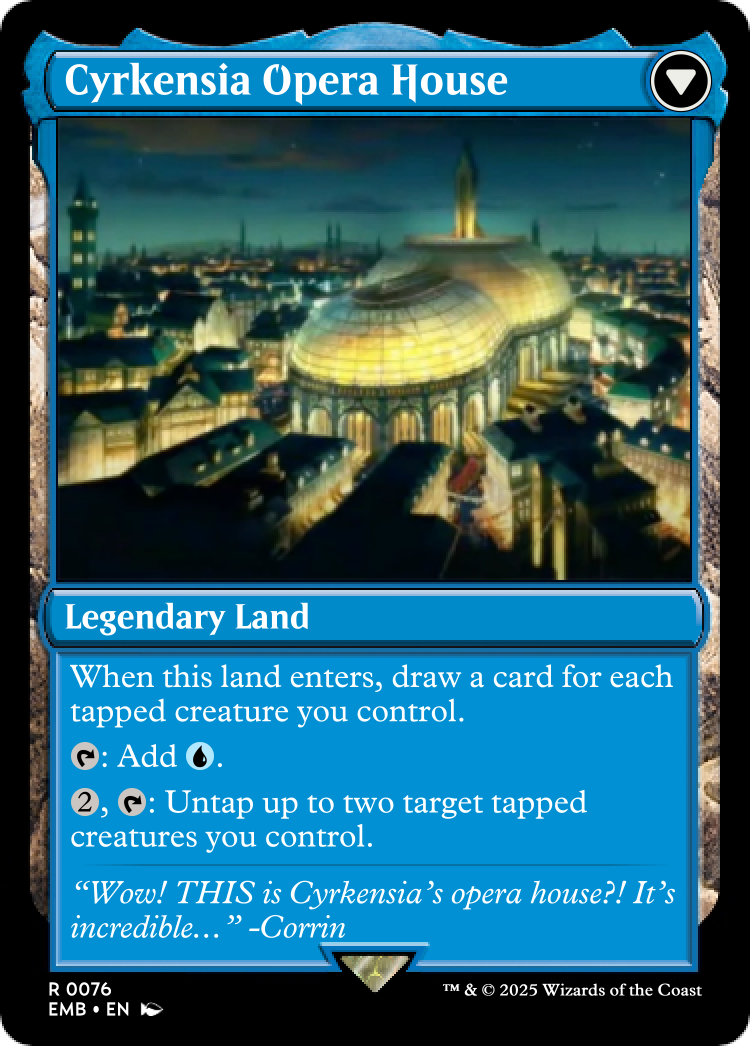 Cyrkensia Opera House
Legendary Land
When this land enters, draw a card for each
tapped creature you control.
: Add .
2, : Untap up to two target tapped
creatures you control.
“Wow! THIS is Cyrkensia’s opera house?! It’s
incredible…” -Corrin
R 0076
EMB • EN
™ & © 2025 Wizards of the Coast